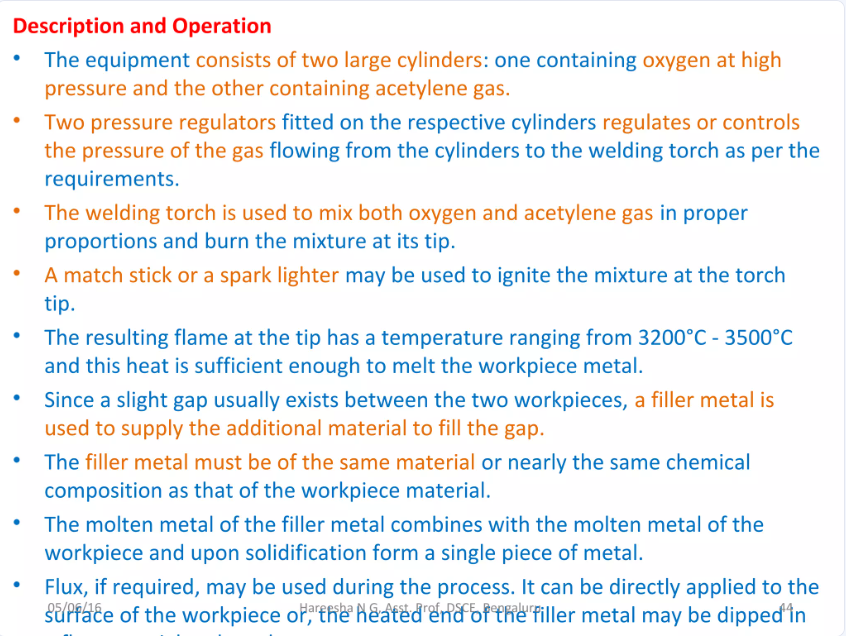 Description and Operation
• The equipment consists of two large cylinders: one containing oxygen at high
pressure and the other containing acetylene gas.
• Two pressure regulators fitted on the respective cylinders regulates or controls
the pressure of the gas flowing from the cylinders to the welding torch as per the
requirements.
• The welding torch is used to mix both oxygen and acetylene gas in proper
proportions and burn the mixture at its tip.
• A match stick or a spark lighter may be used to ignite the mixture at the torch
tip.
• The resulting flame at the tip has a temperature ranging from 3200°C - 3500°C
and this heat is sufficient enough to melt the workpiece metal.
• Since a slight gap usually exists between the two workpieces, a filler metal is
used to supply the additional material to fill the gap.
• The filler metal must be of the same material or nearly the same chemical
composition as that of the workpiece material.
• The molten metal of the filler metal combines with the molten metal of the
workpiece and upon solidification form a single piece of metal.
• Flux, if required, may be used during the process. It can be directly applied to the
05/06/16 Hareesha N G, Asst. Prof, DSCE, Bengaluru 44
surface of the workpiece or, the heated end of the filler metal may be dipped in